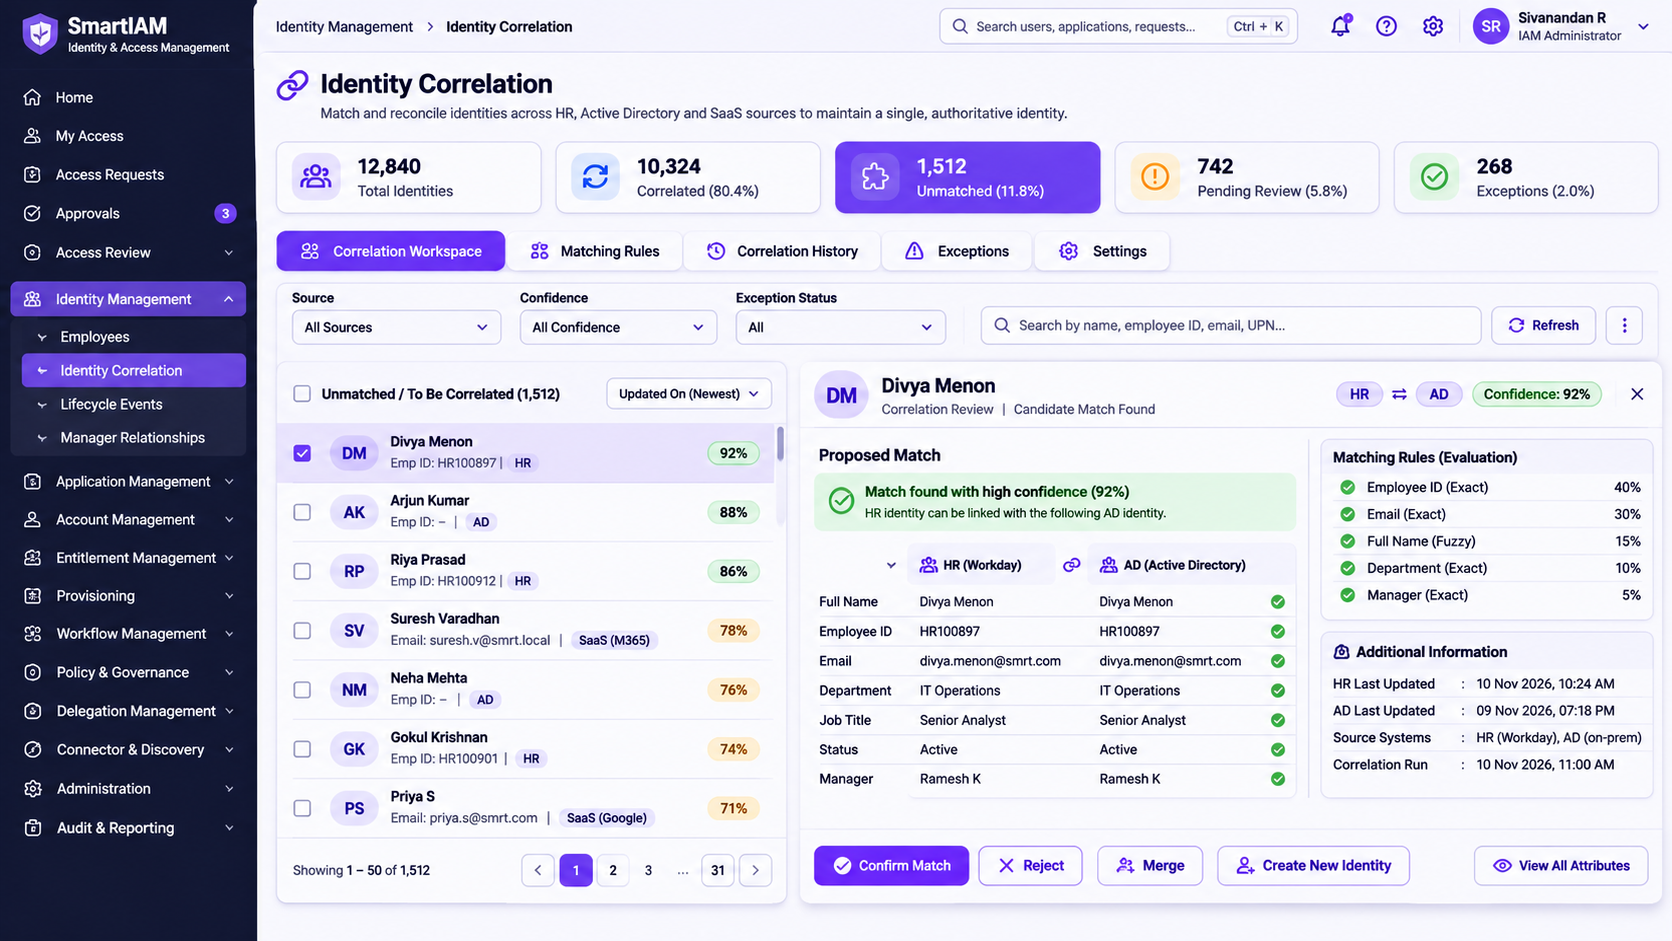 SmartIAM
Identity & Access Management
Home
My Access
Access Requests
Approvals
3
Access Review
Identity Management
Employees
Identity Correlation
Lifecycle Events
Manager Relationships
Application Management
Account Management
Entitlement Management
Provisioning
Workflow Management
Policy & Governance
Delegation Management
Connector & Discovery
Administration
Audit & Reporting
Identity Management > Identity Correlation
Search users, applications, requests...
Ctrl + K
SR
Sivanandan R
IAM Administrator
Identity Correlation
Match and reconcile identities across HR, Active Directory and SaaS sources to maintain a single, authoritative identity.
12,840
Total Identities
10,324
Correlated (80.4%)
1,512
Unmatched (11.8%)
742
Pending Review (5.8%)
268
Exceptions (2.0%)
Correlation Workspace
Matching Rules
Correlation History
Exceptions
Settings
Source
All Sources
Confidence
All Confidence
Exception Status
All
Search by name, employee ID, email, UPN...
Refresh
Unmatched / To Be Correlated (1,512)
Updated On (Newest)
DM
Divya Menon
Emp ID: HR100897 | HR
92%
AK
Arjun Kumar
Emp ID: – | AD
88%
RP
Riya Prasad
Emp ID: HR100912 | HR
86%
SV
Suresh Varadhan
Email: suresh.v@smrt.local | SaaS (M365)
78%
NM
Neha Mehta
Emp ID: – | AD
76%
GK
Gokul Krishnan
Emp ID: HR100901 | HR
74%
PS
Priya S
Email: priya.s@smrt.com | SaaS (Google)
71%
Showing 1 – 50 of 1,512
1 2 3 ... 31
DM
Divya Menon
Correlation Review | Candidate Match Found
HR AD
Confidence: 92%
Proposed Match
Match found with high confidence (92%)
HR identity can be linked with the following AD identity.
HR (Workday) AD (Active Directory)
Full Name Divya Menon Divya Menon
Employee ID HR100897 HR100897
Email divya.menon@smrt.com divya.menon@smrt.com
Department IT Operations IT Operations
Job Title Senior Analyst Senior Analyst
Status Active Active
Manager Ramesh K Ramesh K
Matching Rules (Evaluation)
Employee ID (Exact) 40%
Email (Exact) 30%
Full Name (Fuzzy) 15%
Department (Exact) 10%
Manager (Exact) 5%
Additional Information
HR Last Updated : 10 Nov 2026, 10:24 AM
AD Last Updated : 09 Nov 2026, 07:18 PM
Source Systems : HR (Workday), AD (on-prem)
Correlation Run : 10 Nov 2026, 11:00 AM
Confirm Match
Reject
Merge
Create New Identity
View All Attributes